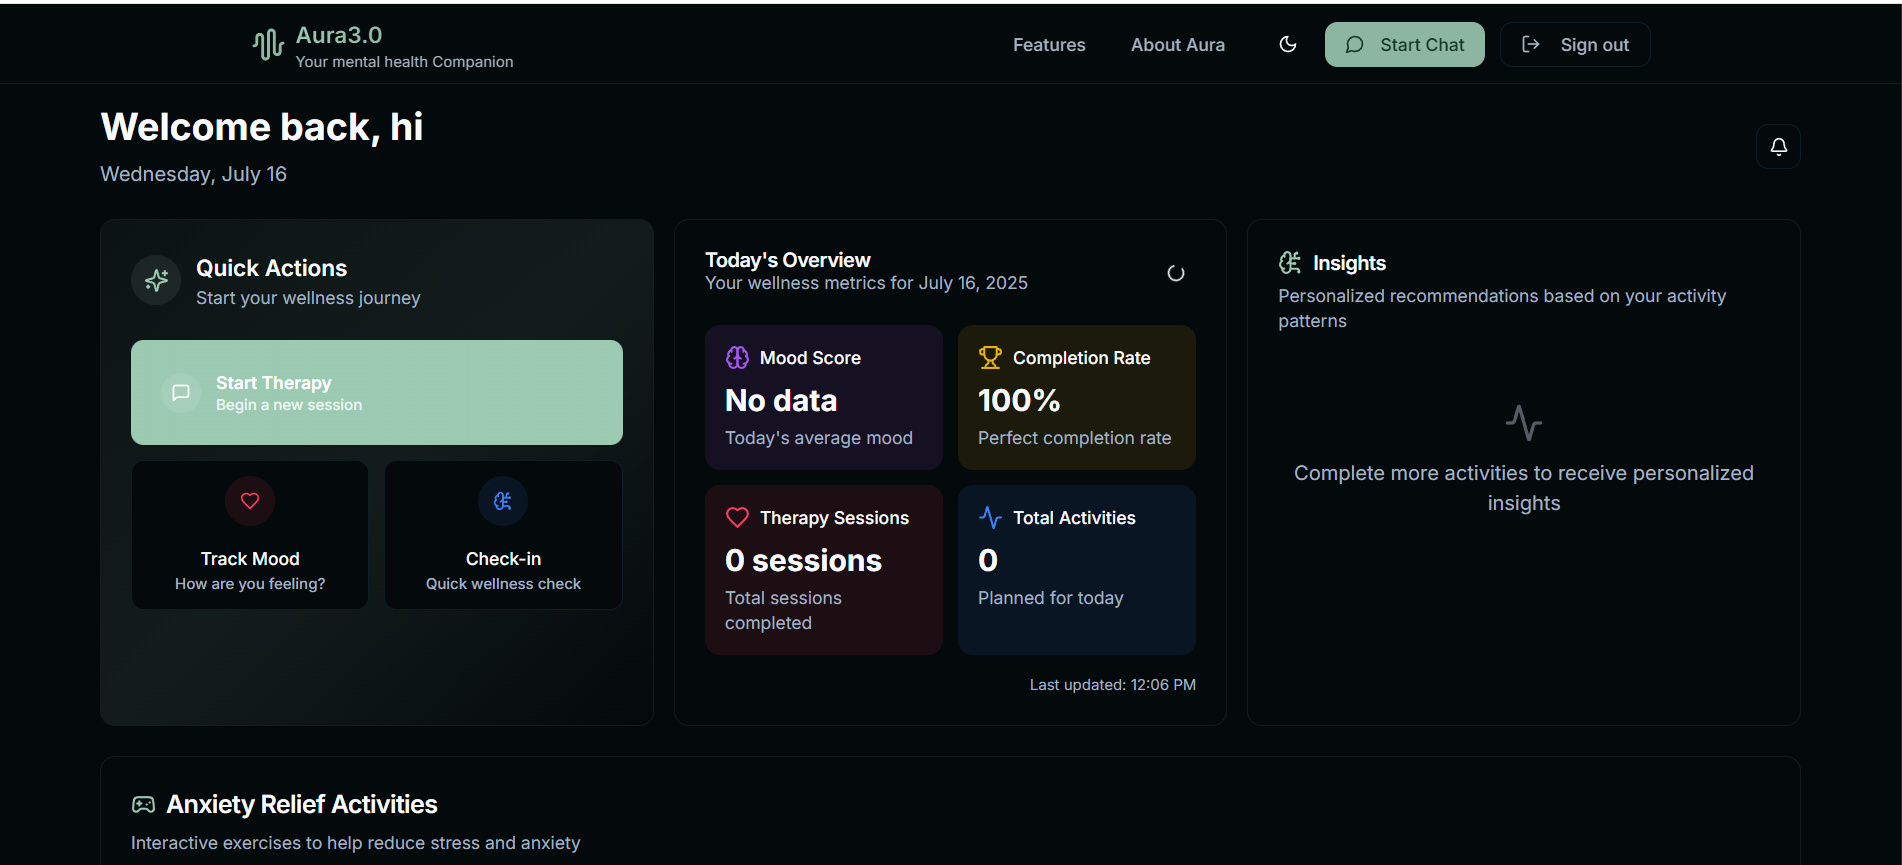 Aura3.0
Your mental health Companion
Features
About Aura
Start Chat
Sign out
Welcome back, hi
Wednesday, July 16
Quick Actions
Start your wellness journey
Start Therapy
Begin a new session
Track Mood
How are you feeling?
Check-in
Quick wellness check
Today's Overview
Your wellness metrics for July 16, 2025
Mood Score
No data
Today's average mood
Completion Rate
100%
Perfect completion rate
Therapy Sessions
0 sessions
Total sessions
completed
Total Activities
0
Planned for today
Last updated: 12:06 PM
Insights
Personalized recommendations based on your activity
patterns
Complete more activities to receive personalized
insights
Anxiety Relief Activities
Interactive exercises to help reduce stress and anxiety